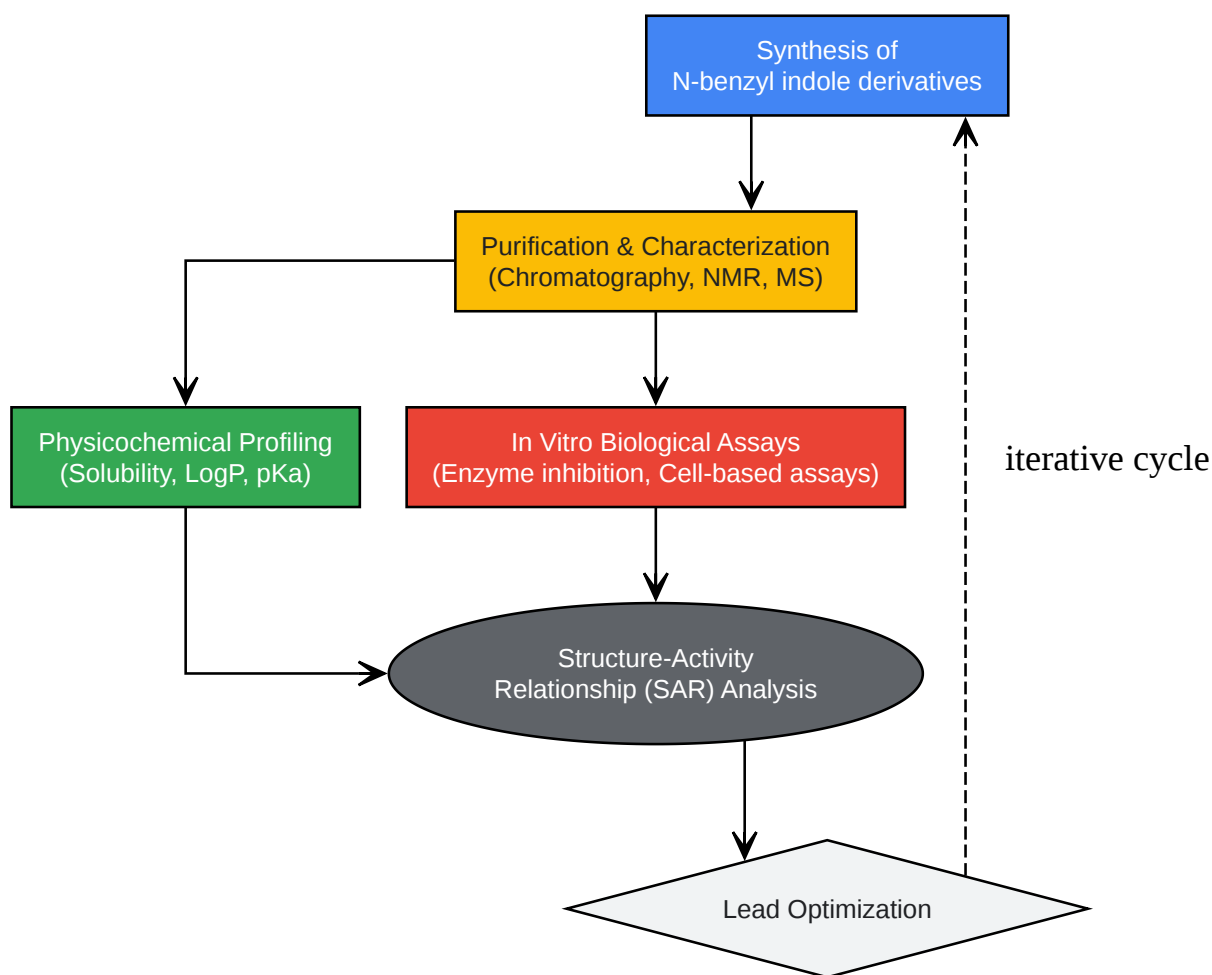 Synthesis of
N-benzyl indole derivatives
Purification & Characterization
(Chromatography, NMR, MS)
Physicochemical Profiling
(Solubility, LogP, pKa)
In Vitro Biological Assays
(Enzyme inhibition, Cell-based assays)
iterative cycle
Structure-Activity
Relationship (SAR) Analysis
Lead Optimization